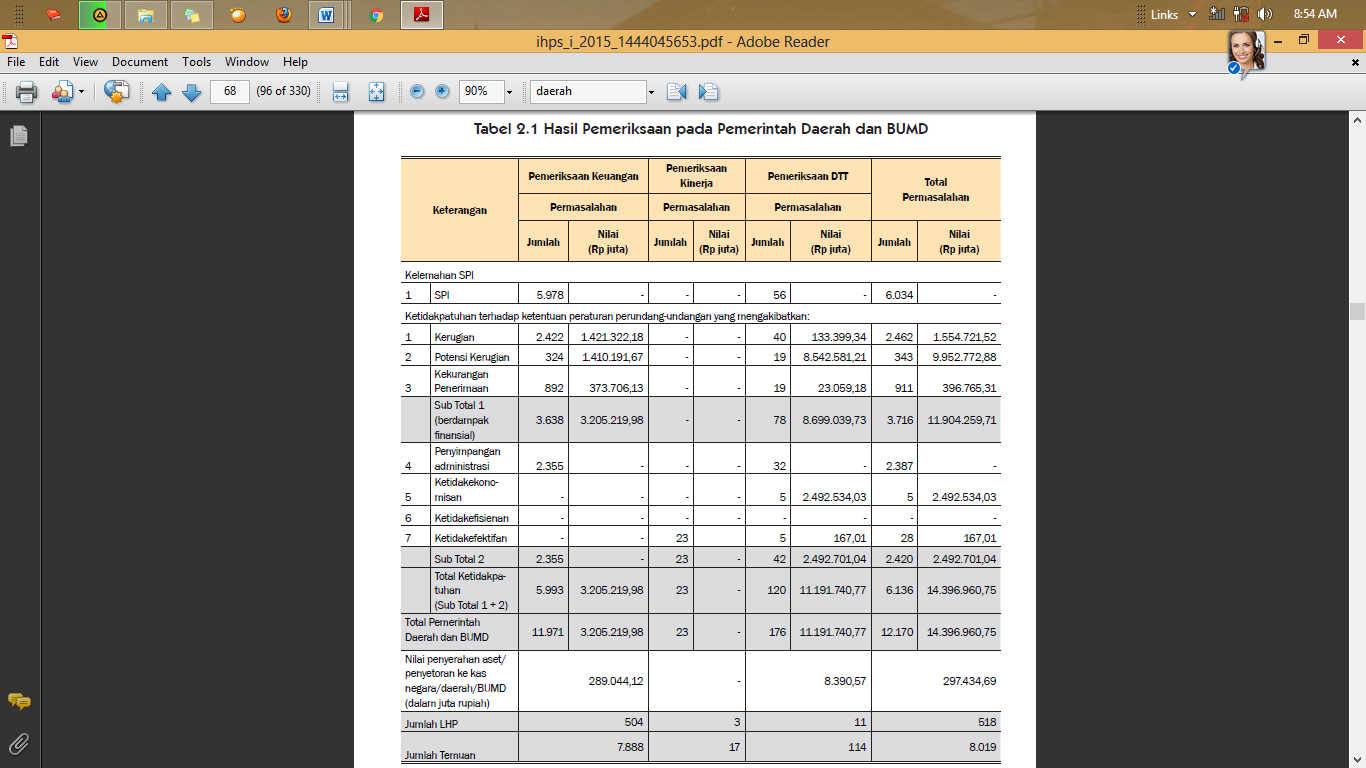 Links 8:54 AM
ihps_i_2015_1444045653.pdf - Adobe Reader
File Edit View Document Tools Window Help
68 (96 of 330) 90% daerah
Tabel 2.1 Hasil Pemeriksaan pada Pemerintah Daerah dan BUMD
Keterangan
Pemeriksaan Keuangan
Pemeriksaan
Kinerja
Pemeriksaan DTT
Total
Permasalahan
Permasalahan Permasalahan Permasalahan
Jumlah
Nilai
(Rp juta)
Jumlah
Nilai
(Rp juta)
Jumlah
Nilai
(Rp juta)
Jumlah
Nilai
(Rp juta)
Kelemahan SPI
1 SPI 5.978 - - - 56 - 6.034 -
Ketidakpatuhan terhadap ketentuan peraturan perundang-undangan yang mengakibatkan:
1 Kerugian 2.422 1.421.322,18 - - 40 133.399,34 2.462 1.554.721,52
2 Potensi Kerugian 324 1.410.191,67 - - 19 8.542.581,21 343 9.952.772,88
Kekurangan
3 Penerimaan 892 373.706,13 - - 19 23.059,18 911 396.765,31
Sub Total 1
(berdampak 3.638 3.205.219,98 - - 78 8.699.039,73 3.716 11.904.259,71
finansial)
Penyimpangan
4 administrasi 2.355 - - - 32 - 2.387 -
Ketidakekono-
5 misan - - - - 5 2.492.534,03 5 2.492.534,03
6 Ketidakefisienan - - - - - - - -
7 Ketidakefektifan - - 23 - 5 167,01 28 167,01
Sub Total 2 2.355 - 23 - 42 2.492.701,04 2.420 2.492.701,04
Total Ketidakpa-
tuhan 5.993 3.205.219,98 23 - 120 11.191.740,77 6.136 14.396.960,75
(Sub Total 1 + 2)
Total Pemerintah
Daerah dan BUMD 11.971 3.205.219,98 23 - 176 11.191.740,77 12.170 14.396.960,75
Nilai penyerahan aset/
penyetoran ke kas
negara/daerah/BUMD 289.044,12 - 8.390,57 297.434,69
(dalam juta rupiah)
Jumlah LHP 504 3 11 518
Jumlah Temuan 7.888 17 114 8.019